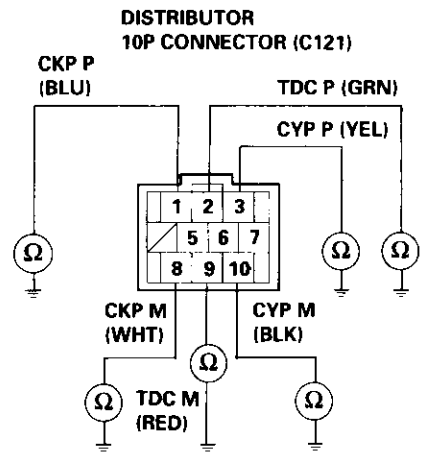 DISTRIBUTOR
10P CONNECTOR (C121)
CKP P
(BLU)
TDC P (GRN)
CYP P (YEL)
1 2 3
5 6 7
8 9 10
Ω
Ω
Ω
CKP M
(WHT)
CYP M
(BLK)
Ω
Ω
Ω
TDC M
(RED)